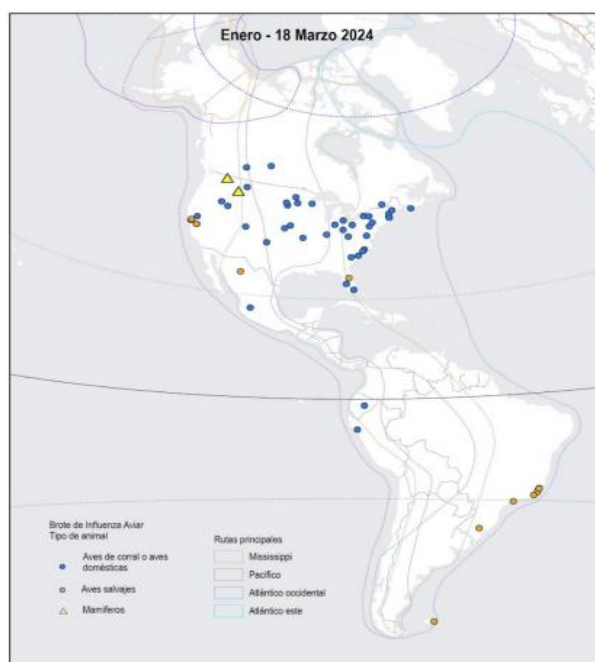 Enero - 18 Marzo 2024
Brote de Influenza Aviar
Tipo de animal
Aves de corral o aves
domésticas
Aves salvajes
Mamíferos
Rutas principales
Mississippi
Pacífico
Atlántico occidental
Atlántico este